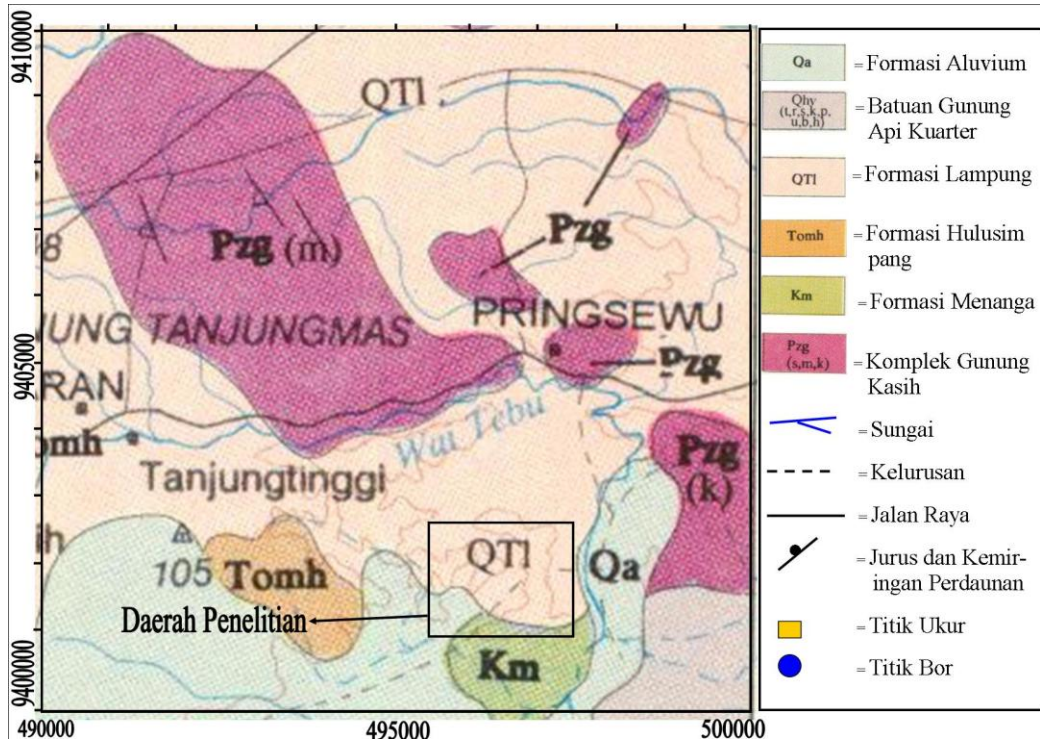 9410000
9405000
9400000
490000
495000
500000
QTl
Pzg (m)
Pzg
PRINGSEWU
Pzg
JUNG TANJUNGMAS
RAN
omh
Wai Tebu
Tanjungtinggi
Pzg
(k)
105
Tomh
QTl
Qa
Daerah Penelitian
Km
Qa = Formasi Aluvium
Qhv
(t,r,s,k,p,
u,b,h)
= Batuan Gunung
Api Kuarter
QTl = Formasi Lampung
Tomh = Formasi Hulusim
pang
Km = Formasi Menanga
Pzg
(s,m,k)
= Komplek Gunung
Kasih
= Sungai
= Kelurusan
= Jalan Raya
= Jurus dan Kemir-
ingan Perdaunan
= Titik Ukur
= Titik Bor